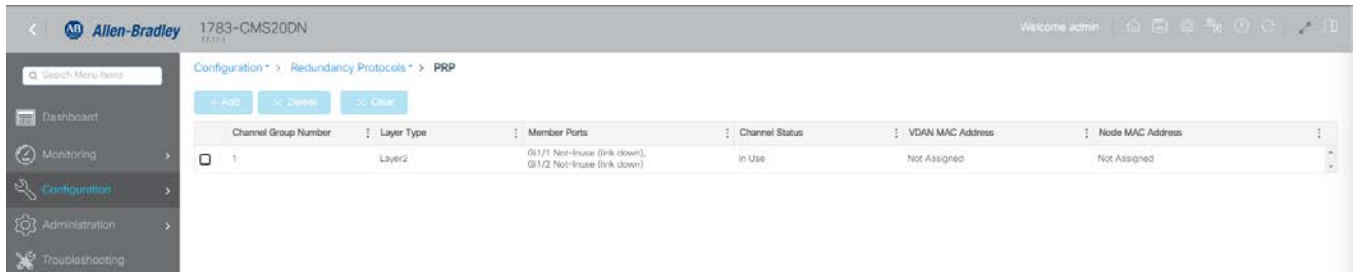 AB Allen-Bradley 1783-CMS20DN Welcome admin
Search Menu Items
Configuration > Redundancy Protocols > PRP
+ Add × Delete × Clear
Dashboard
Channel Group Number Layer Type Member Ports Channel Status VDAN MAC Address Node MAC Address
Monitoring
1 Layer2 Gi1/1 Not-Inuse (link down), In Use Not Assigned Not Assigned
Gi1/2 Not-Inuse (link down)
Configuration
Administration
Troubleshooting